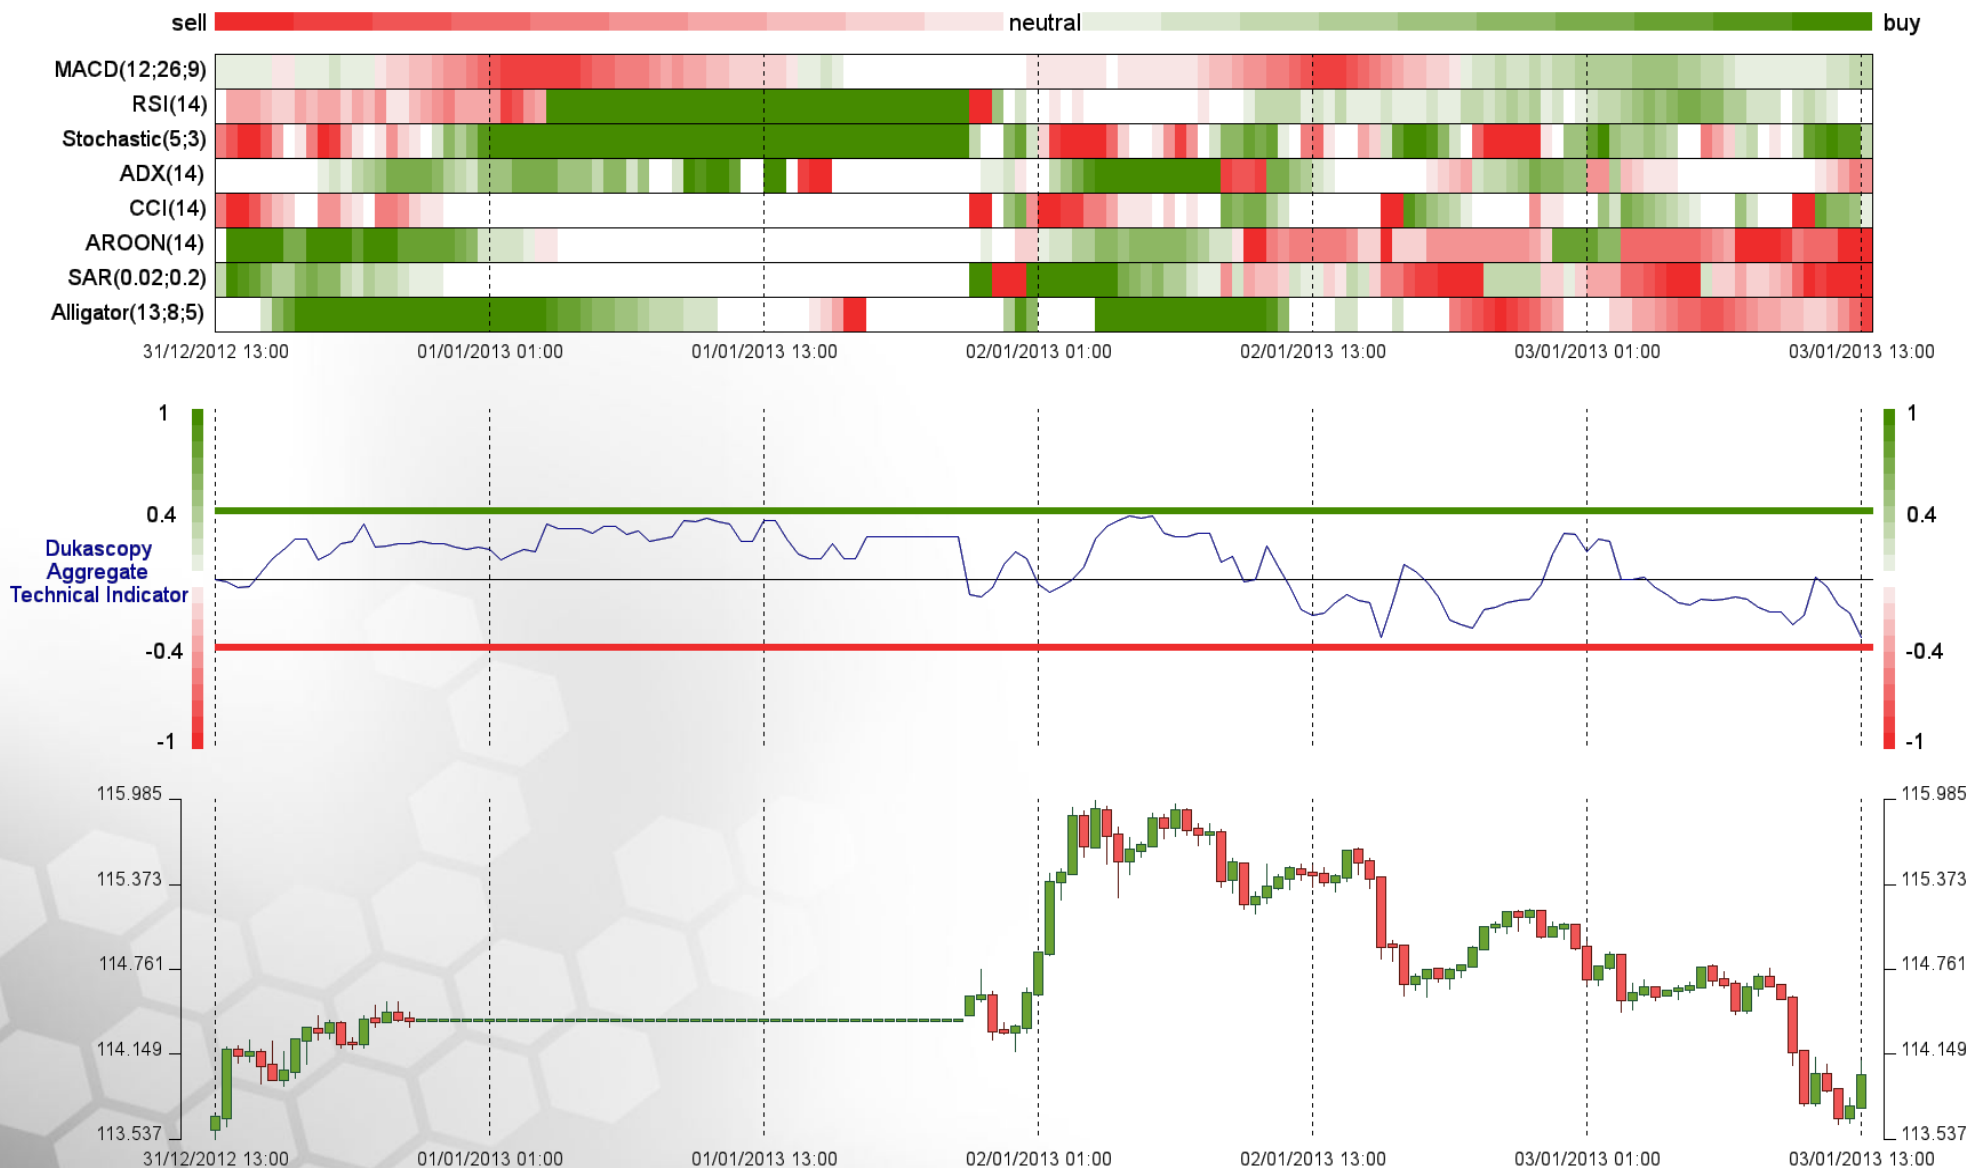 sell neutral buy
MACD(12;26;9)
RSI(14)
Stochastic(5;3)
ADX(14)
CCI(14)
AROON(14)
SAR(0.02;0.2)
Alligator(13;8;5)
31/12/2012 13:00 01/01/2013 01:00 01/01/2013 13:00 02/01/2013 01:00 02/01/2013 13:00 03/01/2013 01:00 03/01/2013 13:00
1 1
0.4 0.4
Dukascopy
Aggregate
Technical Indicator
-0.4 -0.4
-1 -1
115.985 115.985
115.373 115.373
114.761 114.761
114.149 114.149
113.537 113.537
31/12/2012 13:00 01/01/2013 01:00 01/01/2013 13:00 02/01/2013 01:00 02/01/2013 13:00 03/01/2013 01:00 03/01/2013 13:00